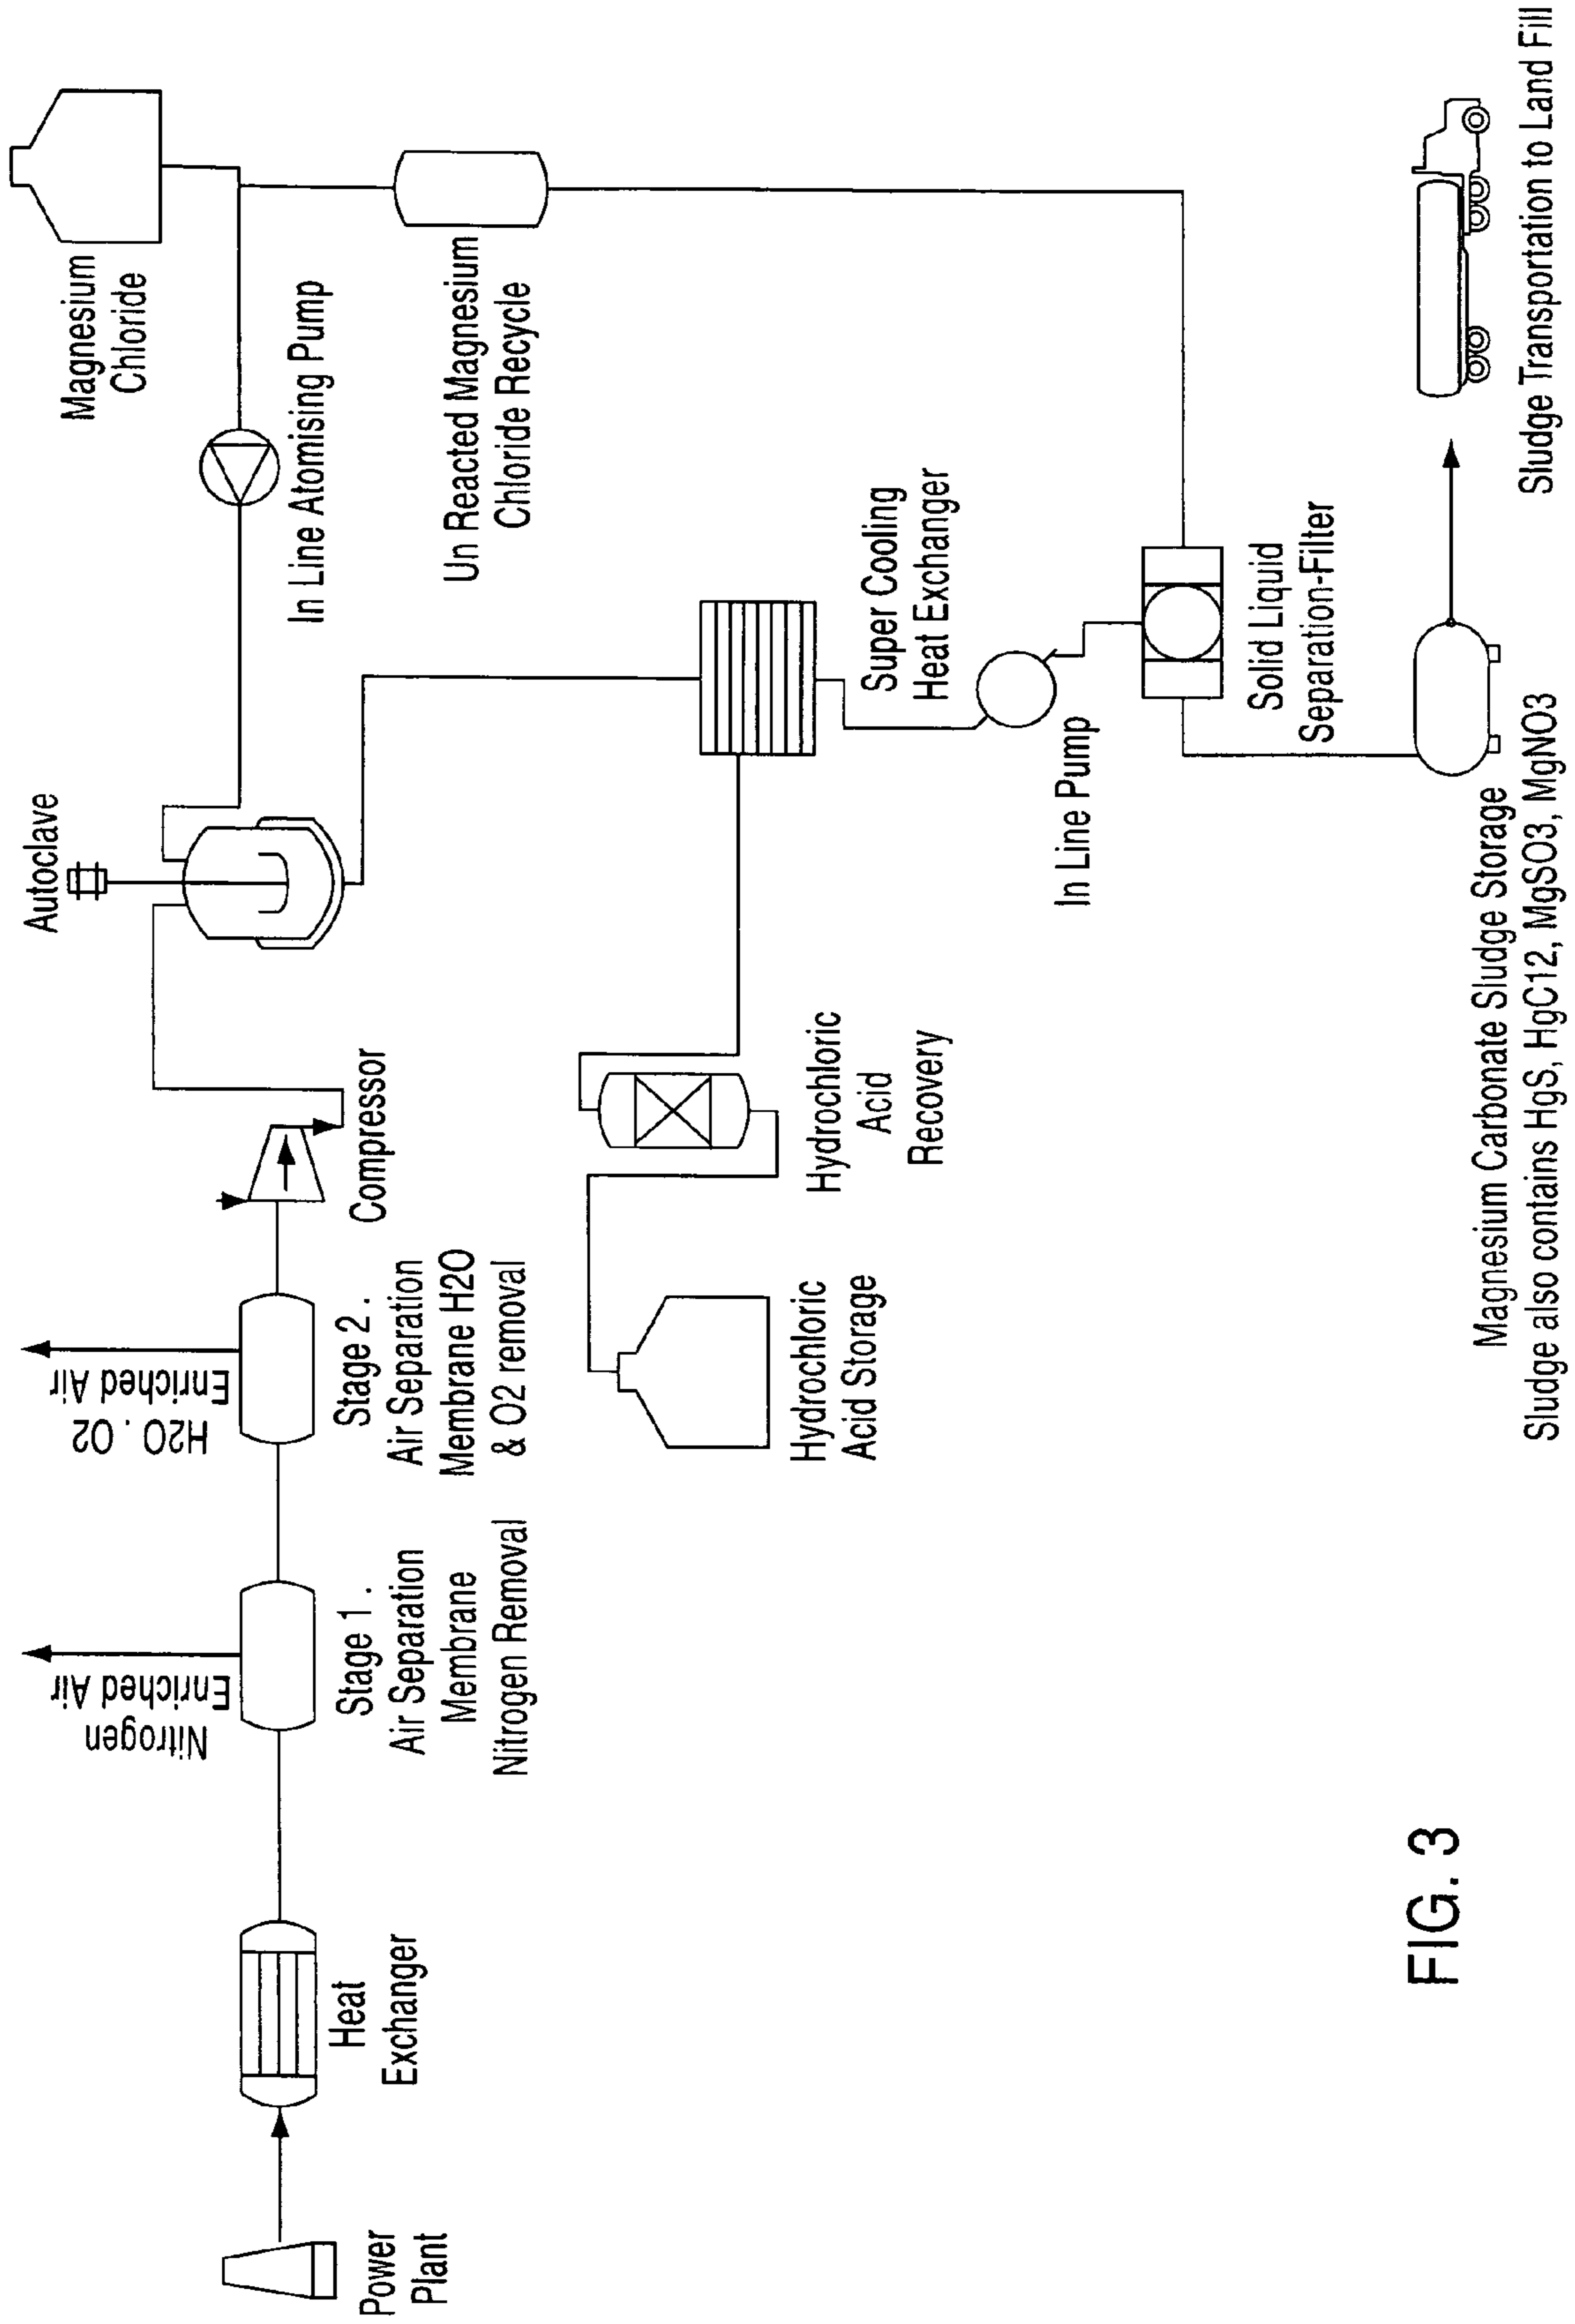 Power
Plant
Heat
Exchanger
Nitrogen
Enriched Air
Stage 1 .
Air Separation
Membrane
Nitrogen Removal
H2O . O2
Enriched Air
Stage 2 .
Air Separation
Membrane H2O
& O2 removal
Compressor
Autoclave
In Line Atomising Pump
Magnesium
Chloride
Un Reacted Magnesium
Chloride Recycle
Hydrochloric
Acid Storage
Hydrochloric
Acid
Recovery
Super Cooling
Heat Exchanger
In Line Pump
Solid Liquid
Separation-Filter
Magnesium Carbonate Sludge Storage
Sludge also contains HgS, HgC12, MgSO3, MgNO3
Sludge Transportation to Land Fill
FIG. 3